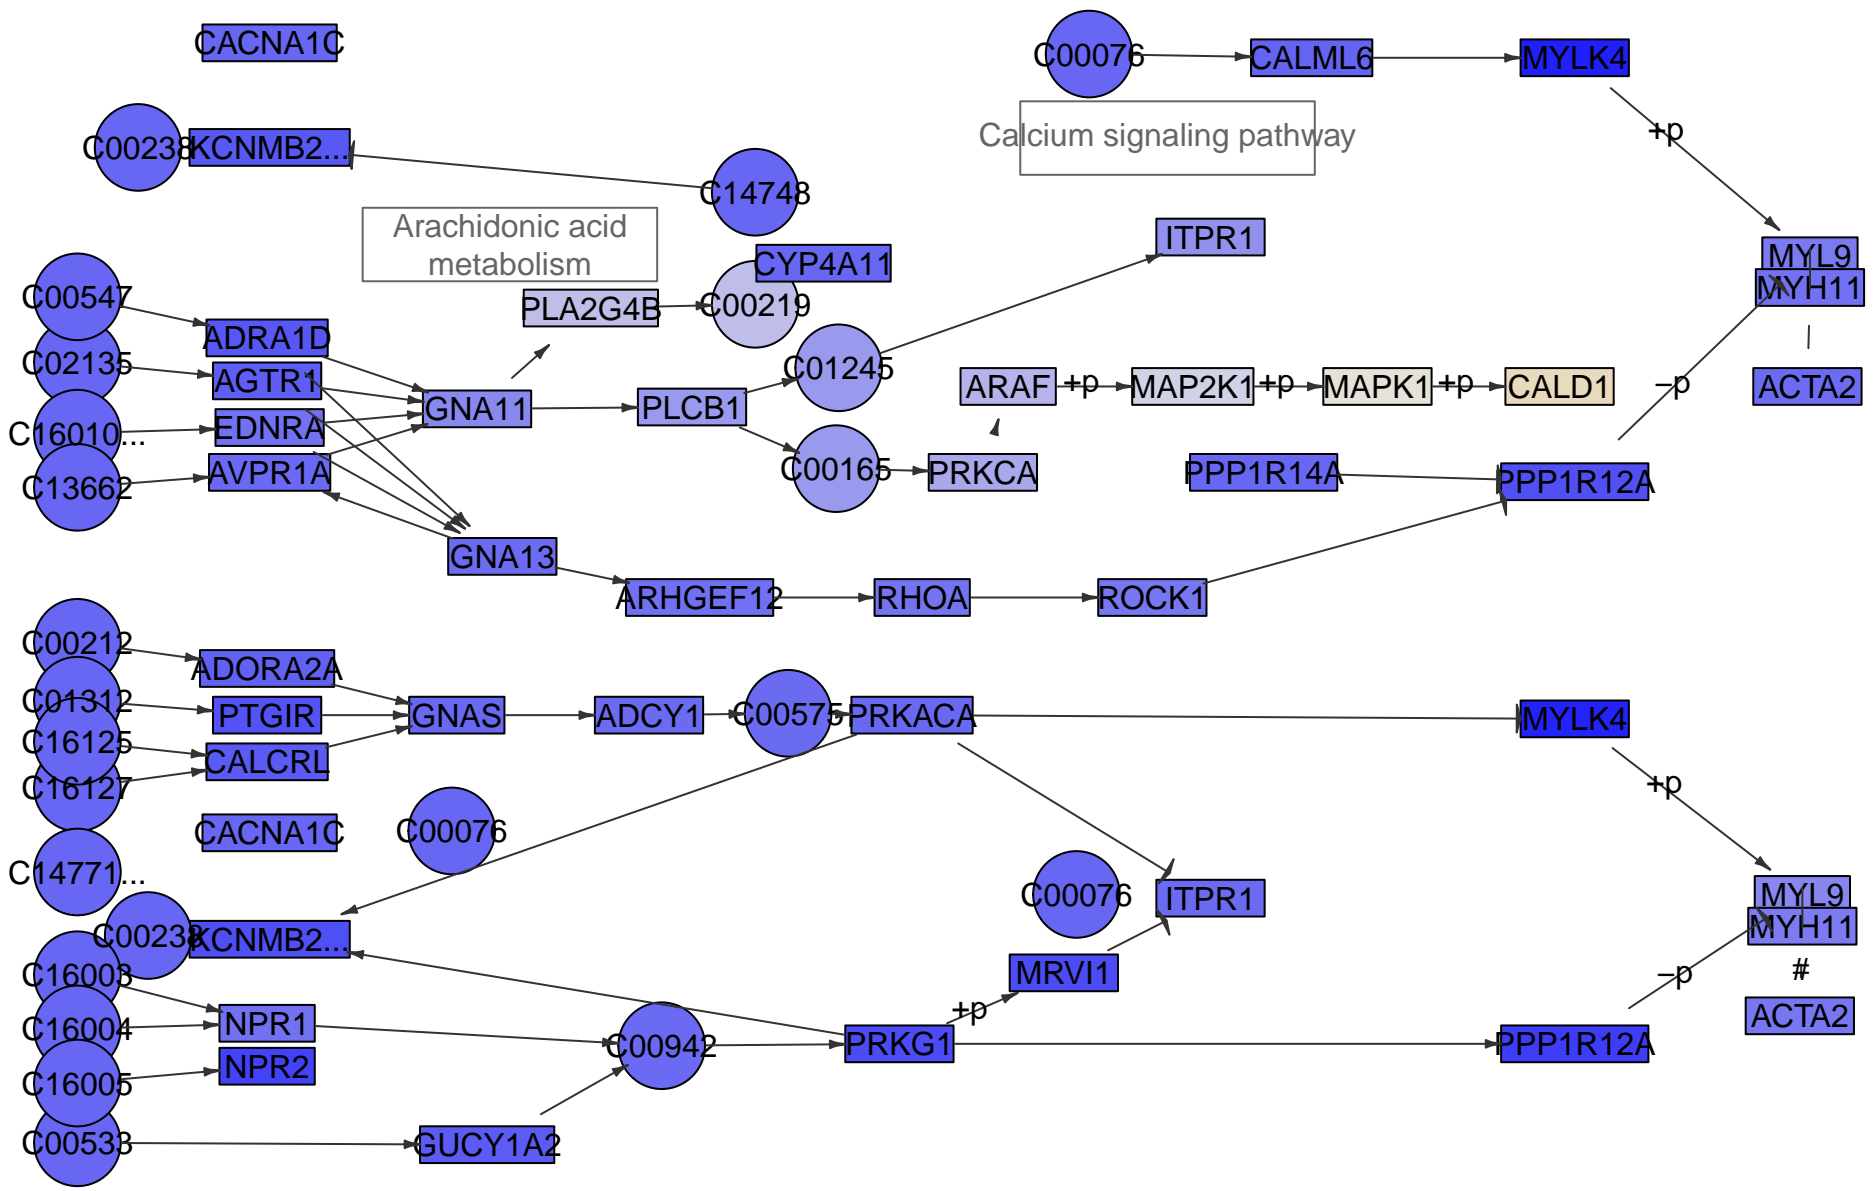 CACNA1C
C00076
CALML6
MYLK4
+p
Calcium signaling pathway
C00238
KCNMB2...
C14748
Arachidonic acid
metabolism
CYP4A11
ITPR1
MYL9
MYH11
C00547
PLA2G4B
C00219
ADRA1D
C02135
AGTR1
C01245
ARAF
+p
MAP2K1
+p
MAPK1
+p
CALD1
–p
ACTA2
GNA11
PLCB1
C16010...
EDNRA
C13662
AVPR1A
C00165
PRKCA
PPP1R14A
PPP1R12A
GNA13
ARHGEF12
RHOA
ROCK1
C00212
ADORA2A
C01312
PTGIR
GNAS
ADCY1
C00575
PRKACA
MYLK4
C16125
CALCRL
C16127
+p
CACNA1C
C00076
C14771...
C00076
ITPR1
MYL9
MYH11
C00238
KCNMB2...
C16003
MRVI1
–p
#
+p
C16004
NPR1
ACTA2
C00942
PRKG1
PPP1R12A
C16005
NPR2
C00533
GUCY1A2